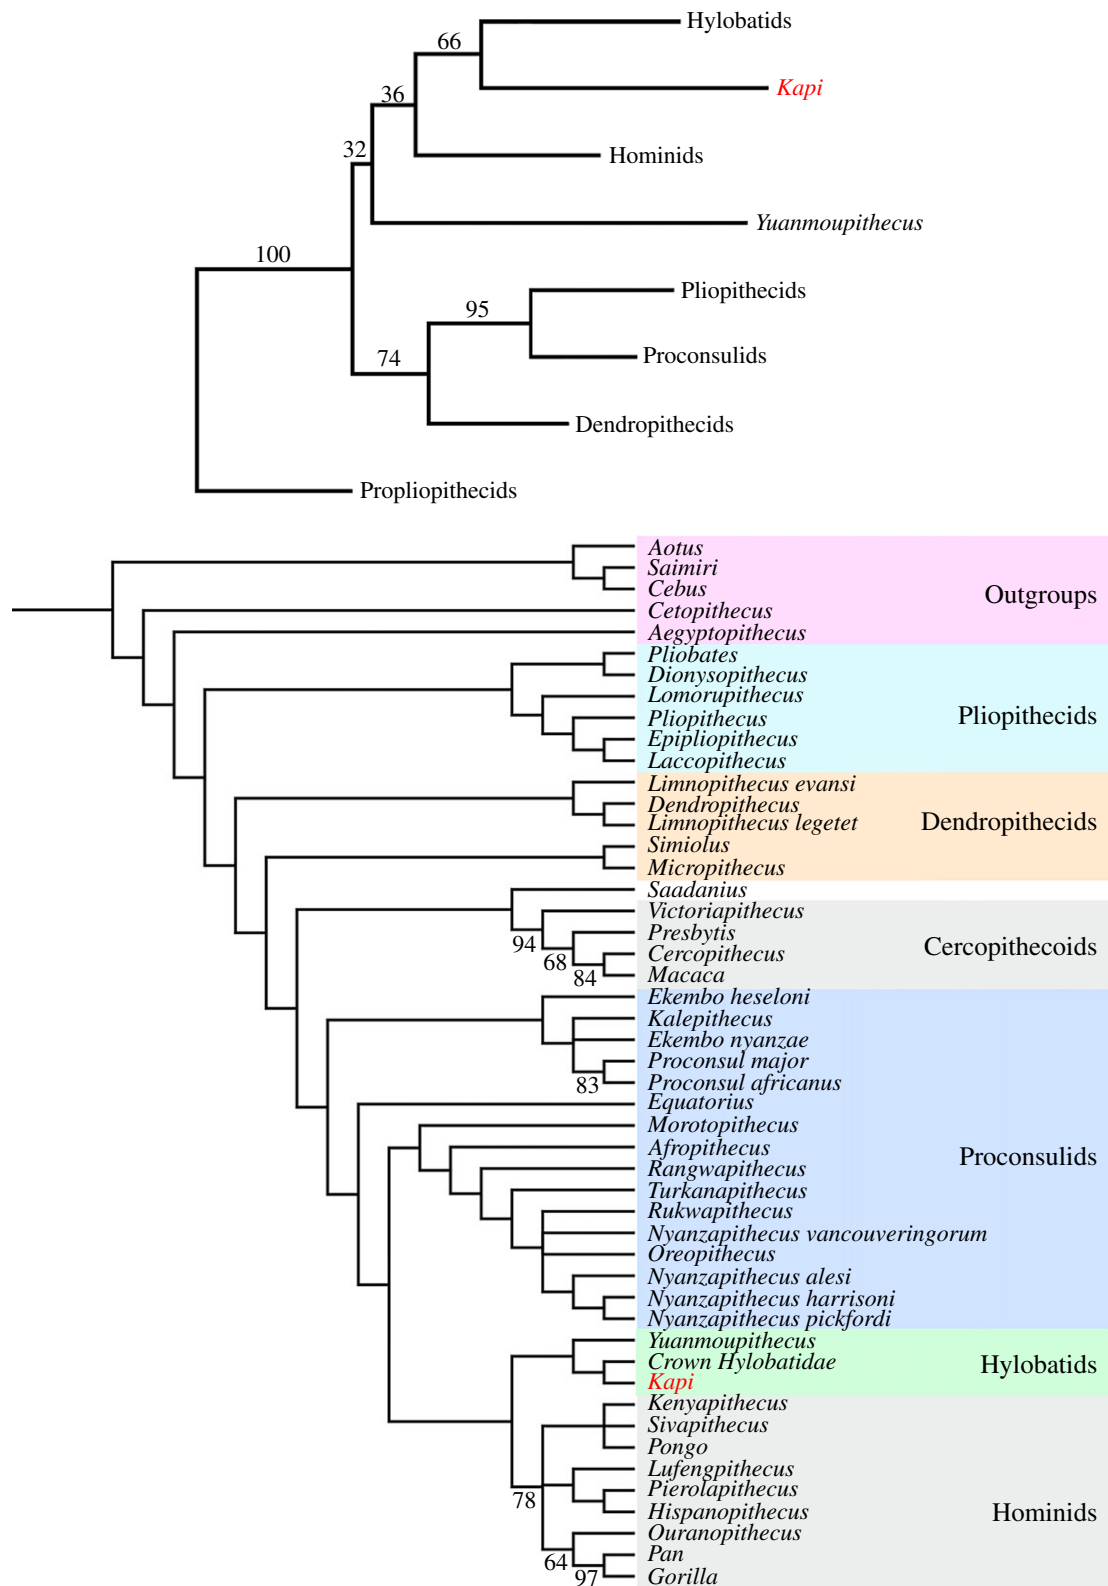 Hylobatids
66
Kapi
36
Hominids
32
Yuanmoupithecus
100
Pliopithecids
95
Proconsulids
74
Dendropithecids
Propliopithecids
Aotus
Saimiri
Cebus
Outgroups
Cetopithecus
Aegyptopithecus
Pliobates
Dionysopithecus
Lomorupithecus
Pliopithecus
Pliopithecids
Epipliopithecus
Laccopithecus
Limnopithecus evansi
Dendropithecus
Limnopithecus legetet
Dendropithecids
Simiolus
Micropithecus
Saadanius
Victoriapithecus
Presbytis
94
Cercopithecoids
Cercopithecus
68
Macaca
84
Ekembo heseloni
Kalepithecus
Ekembo nyanzae
Proconsul major
Proconsul africanus
83
Equatorius
Morotopithecus
Afropithecus
Proconsulids
Rangwapithecus
Turkanapithecus
Rukwapithecus
Nyanzapithecus vancouveringorum
Oreopithecus
Nyanzapithecus alesi
Nyanzapithecus harrisoni
Nyanzapithecus pickfordi
Yuanmoupithecus
Crown Hylobatidae
Hylobatids
Kapi
Kenyapithecus
Sivapithecus
Pongo
Lufengpithecus
Pierolapithecus
78
Hispanopithecus
Hominids
Ouranopithecus
Pan
64
Gorilla
97